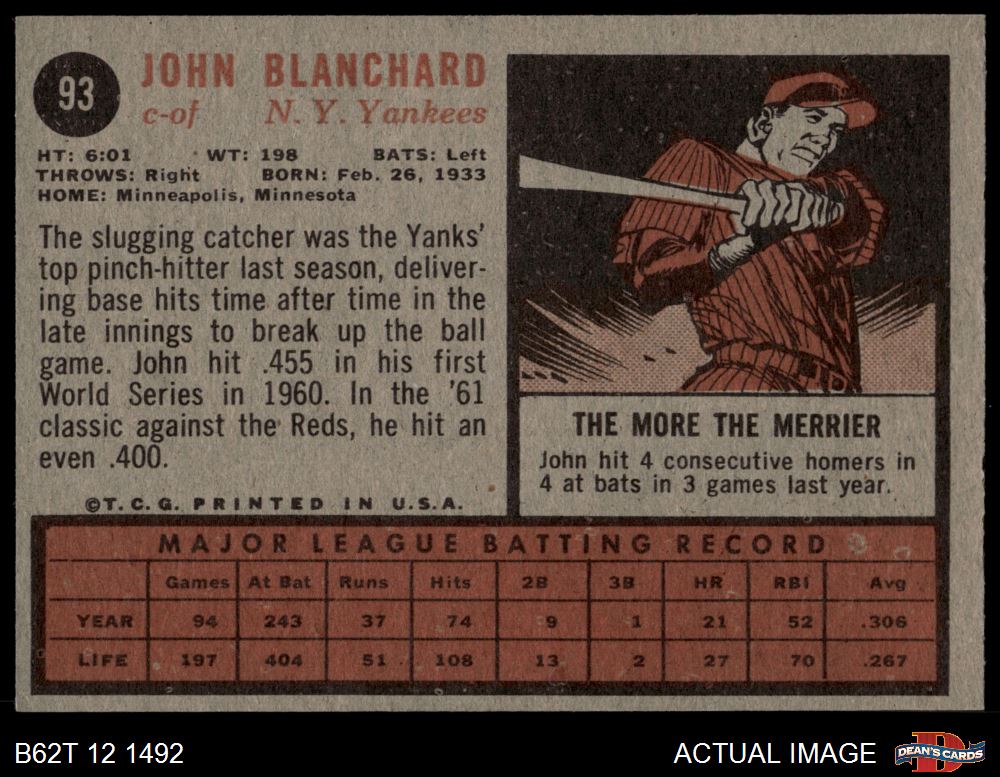 93
JOHN BLANCHARD
c-of N. Y. Yankees
HT: 6:01 WT: 198 BATS: Left
THROWS: Right BORN: Feb. 26, 1933
HOME: Minneapolis, Minnesota
The slugging catcher was the Yanks'
top pinch-hitter last season, deliver-
ing base hits time after time in the
late innings to break up the ball
game. John hit .455 in his first
World Series in 1960. In the '61
classic against the Reds, he hit an
even .400.
©T.C.G. PRINTED IN U.S.A.
THE MORE THE MERRIER
John hit 4 consecutive homers in
4 at bats in 3 games last year.
MAJOR LEAGUE BATTING RECORD
Games At Bat Runs Hits 2B 3B HR RBI Avg
YEAR 94 243 37 74 9 1 21 52 .306
LIFE 197 404 51 108 13 2 27 70 .267
B62T 12 1492
ACTUAL IMAGE
D
DEAN'S CARDS